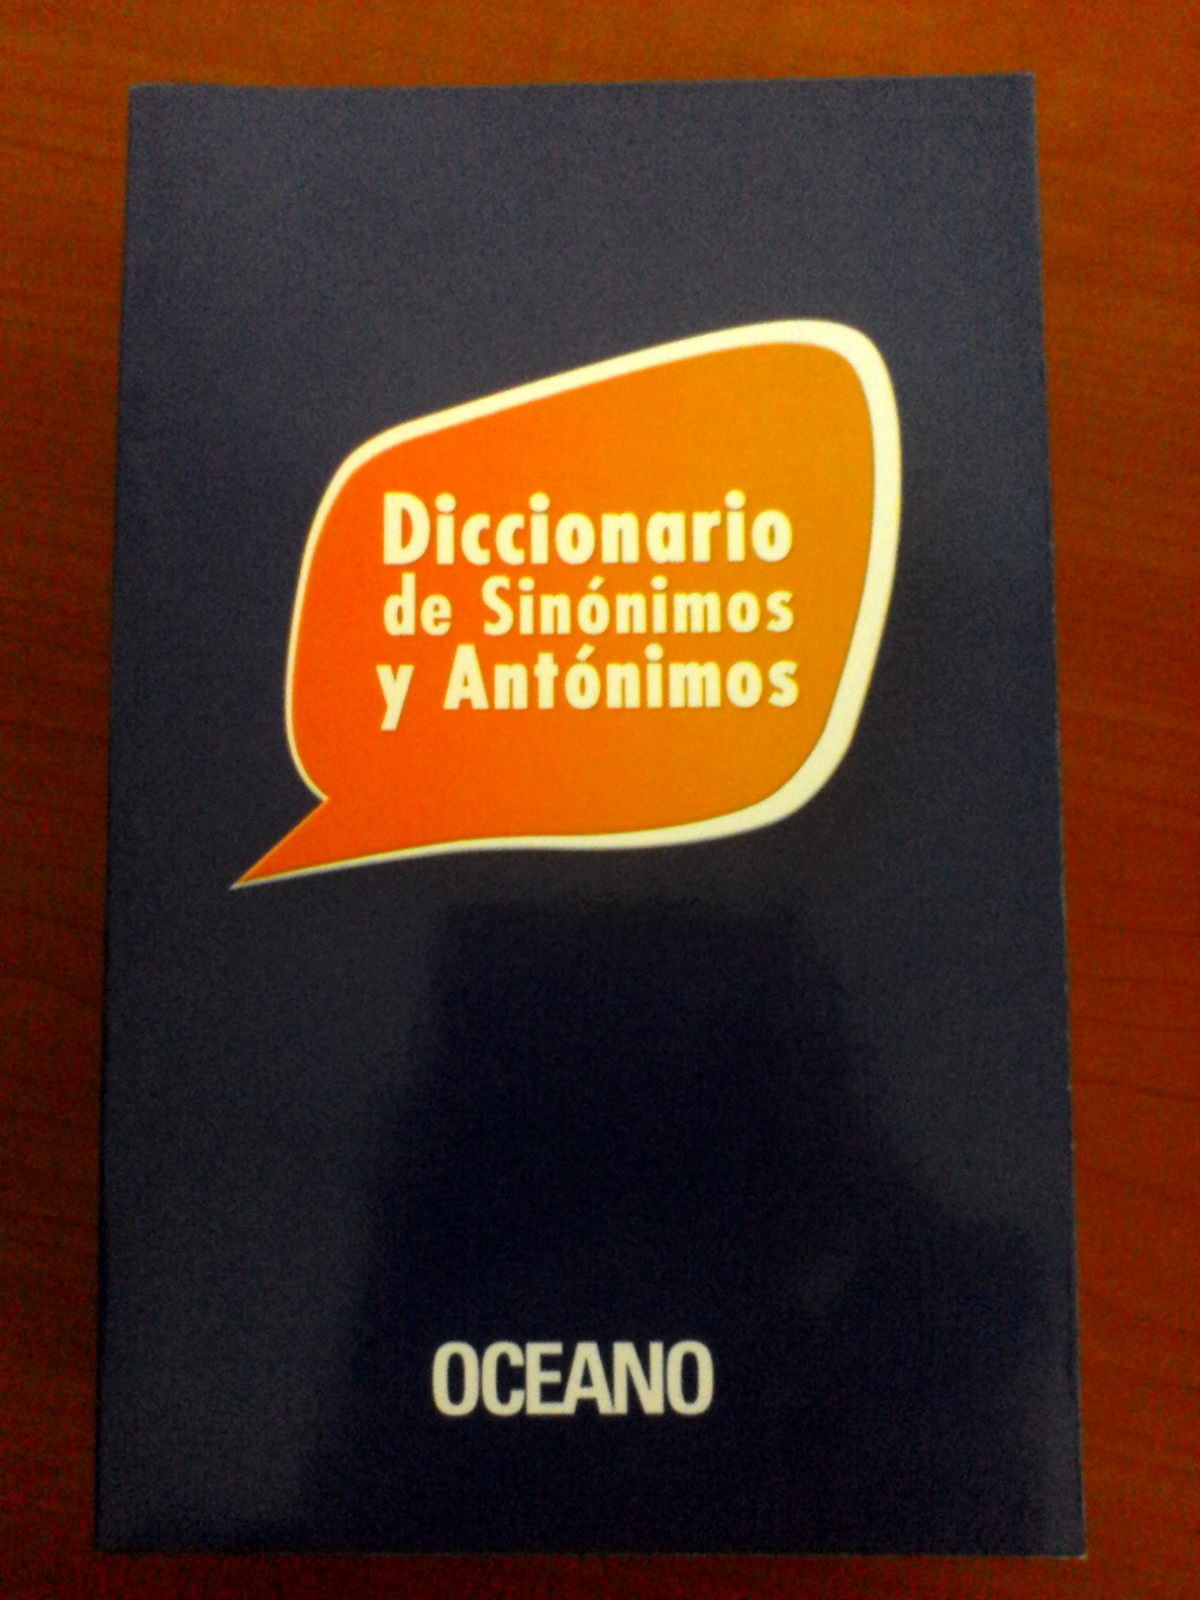 Diccionario
de Sinónimos
y Antónimos
OCEANO